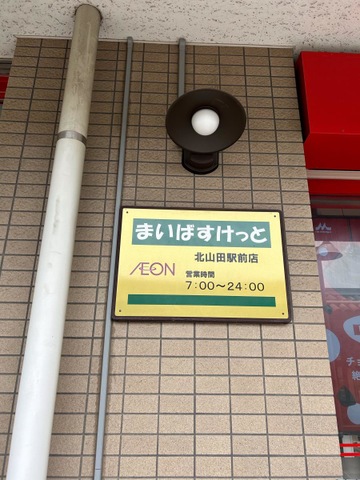 まいばすけっと
北山田駅前店
ÆON
営業時間
7:00〜24:00